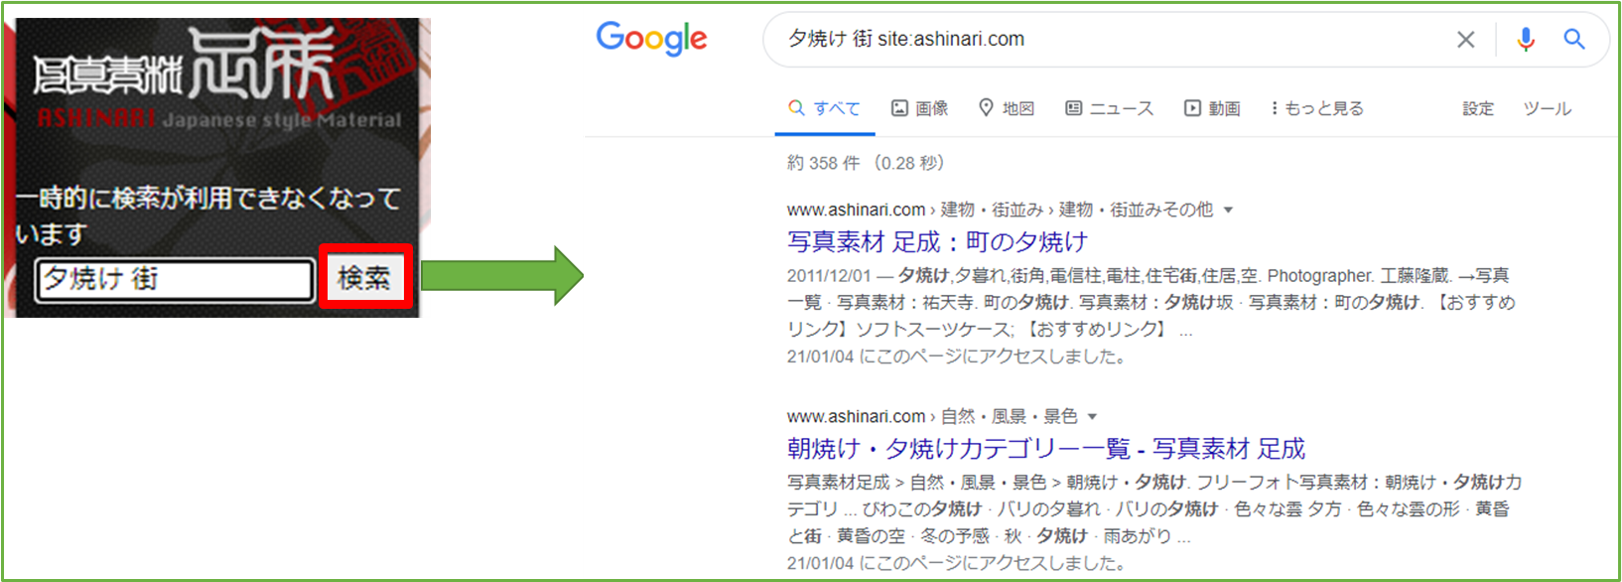 写真素材 足成
ASHINARI Japanese style Material
一時的に検索が利用できなくなって
います
夕焼け 街
検索
Google
夕焼け 街 site:ashinari.com
すべて
画像
地図
ニュース
動画
もっと見る
設定
ツール
約 358 件 （0.28 秒）
www.ashinari.com › 建物・街並み › 建物・街並みその他
写真素材 足成：町の夕焼け
2011/12/01 — 夕焼け,夕暮れ,街角,電信柱,電柱,住宅街,住居,空. Photographer. 工藤隆蔵. →写真
一覧 · 写真素材：祐天寺. 町の夕焼け. 写真素材：夕焼け坂 · 写真素材：町の夕焼け. 【おすすめ
リンク】ソフトスーツケース; 【おすすめリンク】 ...
21/01/04 にこのページにアクセスしました。
www.ashinari.com › 自然・風景・景色
朝焼け・夕焼けカテゴリー一覧 - 写真素材 足成
写真素材足成 > 自然・風景・景色 > 朝焼け・夕焼け. フリーフォト写真素材：朝焼け・夕焼けカ
テゴリ ... びわこの夕焼け · バリの夕暮れ · バリの夕焼け · 色々な雲 夕方 · 色々な雲の形 · 黄昏
と街 · 黄昏の空 · 冬の予感 · 秋 · 夕焼け · 雨あがり ...
21/01/04 にこのページにアクセスしました。